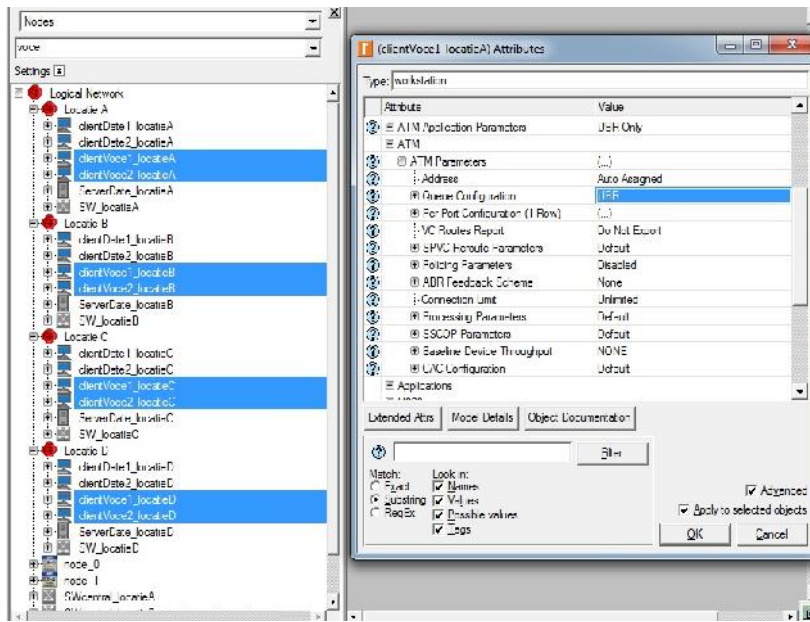 Nodes
voce
Settings
Logical Network
Locatie A
clientDate1_locatieA
clientDate2_locatieA
clientVoce1_locatieA
clientVoce2_locatieA
ServerDate_locatieA
SW_locatieA
Locatie B
clientDate1_locatieB
clientDate2_locatieB
clientVoce1_locatieB
clientVoce2_locatieB
ServerDate_locatieB
SW_locatieB
Locatie C
clientDate1_locatieC
clientDate2_locatieC
clientVoce1_locatieC
clientVoce2_locatieC
ServerDate_locatieC
SW_locatieC
Locatie D
clientDate1_locatieD
clientDate2_locatieD
clientVoce1_locatieD
clientVoce2_locatieD
ServerDate_locatieD
SW_locatieD
node_0
node_1
SWcentral_locatieA
(clientVoce1_locatieA) Attributes
Type: workstation
Attribute Value
ATM Application Parameters UBR Only
ATM
ATM Parameters (...)
Address Auto Assigned
Queue Configuration UBR
Per Port Configuration (1 Row) (...)
VC Routes Report Do Not Export
SPVC Reroute Parameters Default
Policing Parameters Disabled
ABR Feedback Scheme None
Connection Limit Unlimited
Processing Parameters Default
SSCOP Parameters Default
Baseline Device Throughput NONE
CAC Configuration Default
Applications
Extended Attrs. Model Details Object Documentation
Filter
Match: Look in:
Exact Names
Substring Values
RegEx Possible values
Tags
Advanced
Apply to selected objects
OK Cancel